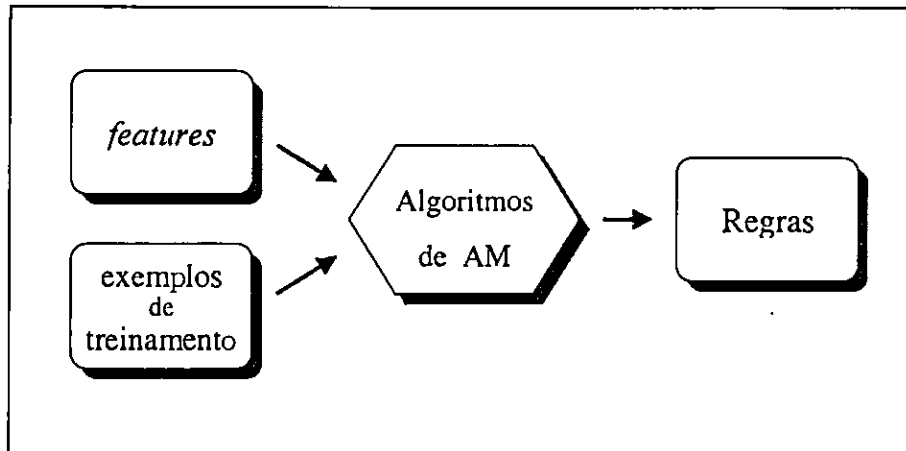 features
exemplos
de
treinamento
Algoritmos
de AM
Regras